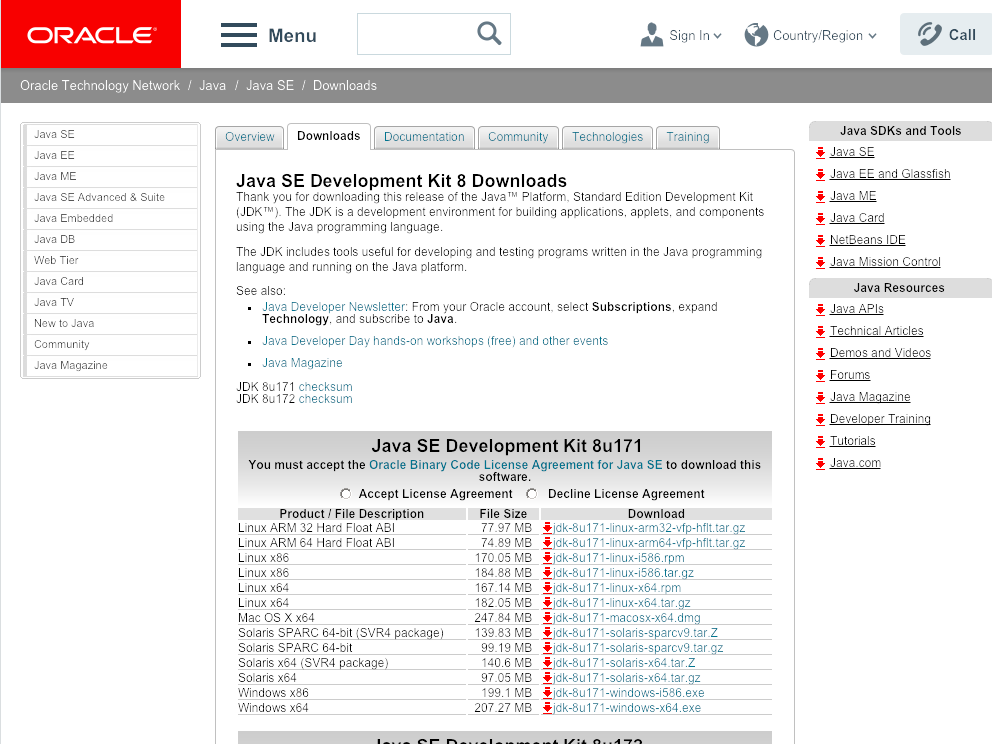 ORACLE
Menu
Sign In
Country/Region
Call
Oracle Technology Network / Java / Java SE / Downloads
Java SE
Java EE
Java ME
Java SE Advanced & Suite
Java Embedded
Java DB
Web Tier
Java Card
Java TV
New to Java
Community
Java Magazine
Overview
Downloads
Documentation
Community
Technologies
Training
Java SE Development Kit 8 Downloads
Thank you for downloading this release of the Java™ Platform, Standard Edition Development Kit
(JDK™). The JDK is a development environment for building applications, applets, and components
using the Java programming language.
The JDK includes tools useful for developing and testing programs written in the Java programming
language and running on the Java platform.
See also:
Java Developer Newsletter: From your Oracle account, select Subscriptions, expand
Technology, and subscribe to Java.
Java Developer Day hands-on workshops (free) and other events
Java Magazine
JDK 8u171 checksum
JDK 8u172 checksum
Java SE Development Kit 8u171
You must accept the Oracle Binary Code License Agreement for Java SE to download this
software.
Accept License Agreement Decline License Agreement
Product / File Description File Size Download
Linux ARM 32 Hard Float ABI 77.97 MB jdk-8u171-linux-arm32-vfp-hflt.tar.gz
Linux ARM 64 Hard Float ABI 74.89 MB jdk-8u171-linux-arm64-vfp-hflt.tar.gz
Linux x86 170.05 MB jdk-8u171-linux-i586.rpm
Linux x86 184.88 MB jdk-8u171-linux-i586.tar.gz
Linux x64 167.14 MB jdk-8u171-linux-x64.rpm
Linux x64 182.05 MB jdk-8u171-linux-x64.tar.gz
Mac OS X x64 247.84 MB jdk-8u171-macosx-x64.dmg
Solaris SPARC 64-bit (SVR4 package) 139.83 MB jdk-8u171-solaris-sparcv9.tar.Z
Solaris SPARC 64-bit 99.19 MB jdk-8u171-solaris-sparcv9.tar.gz
Solaris x64 (SVR4 package) 140.6 MB jdk-8u171-solaris-x64.tar.Z
Solaris x64 97.05 MB jdk-8u171-solaris-x64.tar.gz
Windows x86 199.1 MB jdk-8u171-windows-i586.exe
Windows x64 207.27 MB jdk-8u171-windows-x64.exe
Java SE Development Kit 8u172
Java SDKs and Tools
Java SE
Java EE and Glassfish
Java ME
Java Card
NetBeans IDE
Java Mission Control
Java Resources
Java APIs
Technical Articles
Demos and Videos
Forums
Java Magazine
Developer Training
Tutorials
Java.com